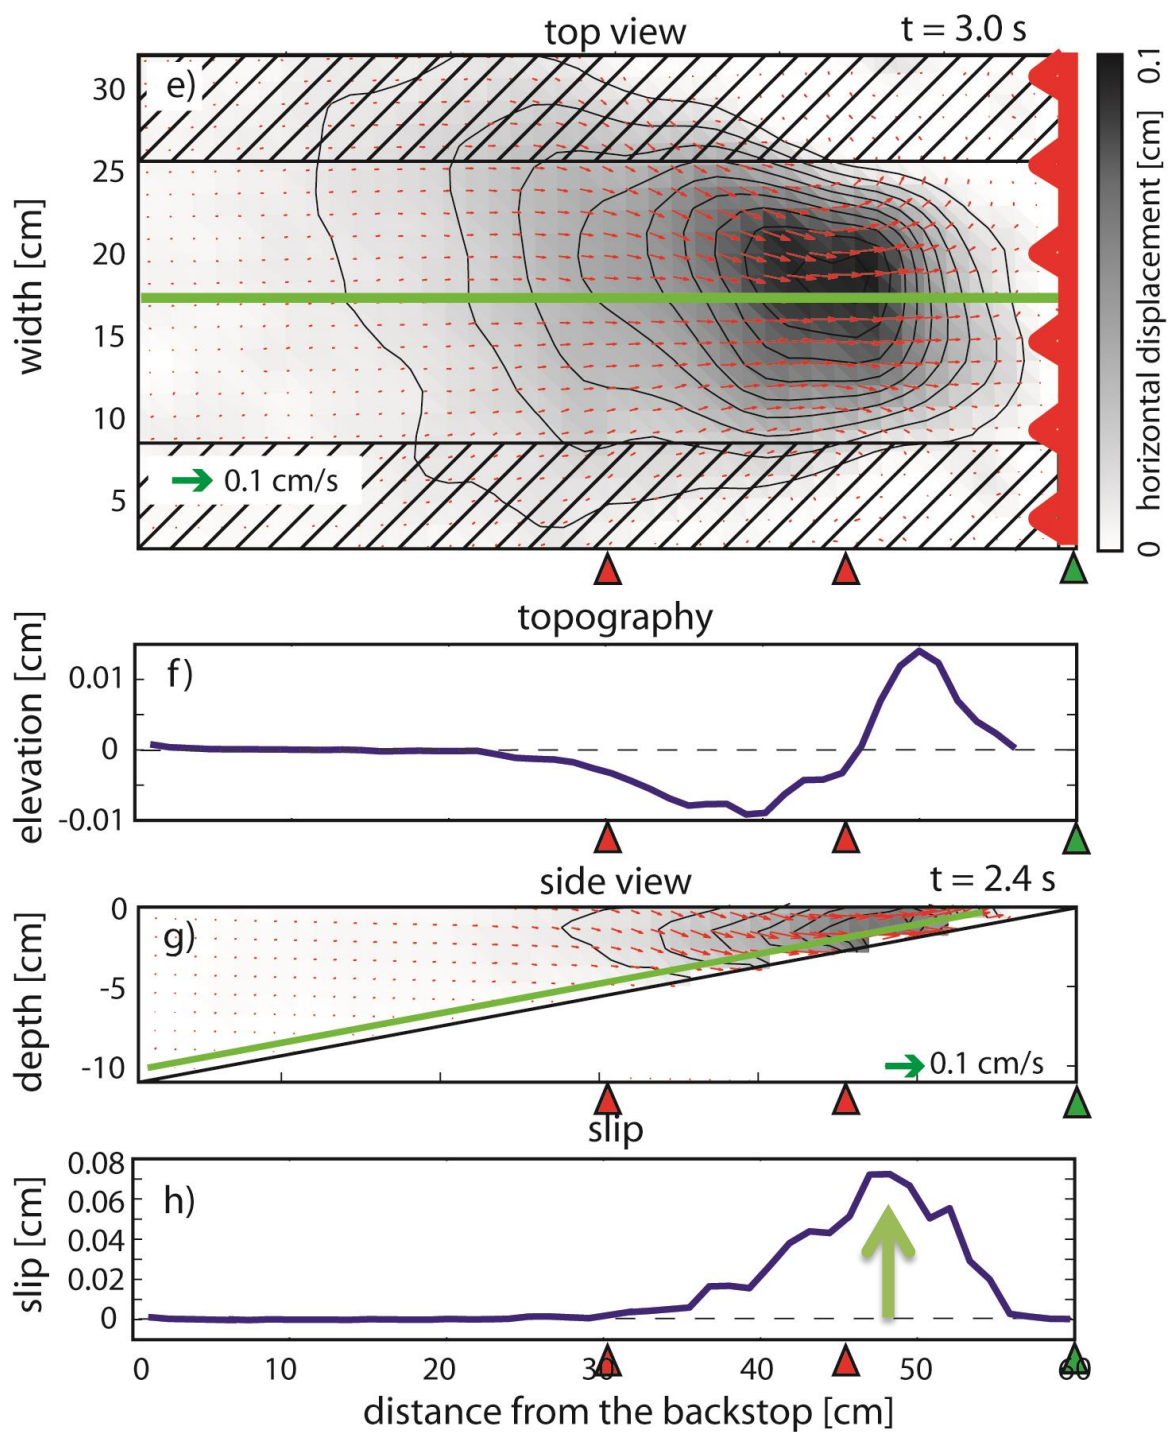 top view
t = 3.0 s
e)
30
25
20
15
10
5
width [cm]
0.1 cm/s
0.1
0
horizontal displacement [cm]
topography
f)
0.01
0
-0.01
elevation [cm]
side view
t = 2.4 s
g)
0
-5
-10
depth [cm]
0.1 cm/s
slip
h)
0.08
0.06
0.04
0.02
0
slip [cm]
0 10 20 30 40 50 60
distance from the backstop [cm]